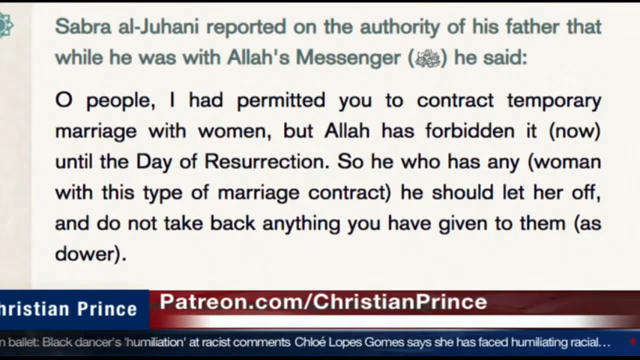 Sabra al-Juhani reported on the authority of his father that
while he was with Allah's Messenger (ﷺ) he said:
O people, I had permitted you to contract temporary
marriage with women, but Allah has forbidden it (now)
until the Day of Resurrection. So he who has any (woman
with this type of marriage contract) he should let her off,
and do not take back anything you have given to them (as
dower).
hristian Prince
Patreon.com/ChristianPrince
n ballet: Black dancer's 'humiliation' at racist comments Chloé Lopes Gomes says she has faced humiliating racial...